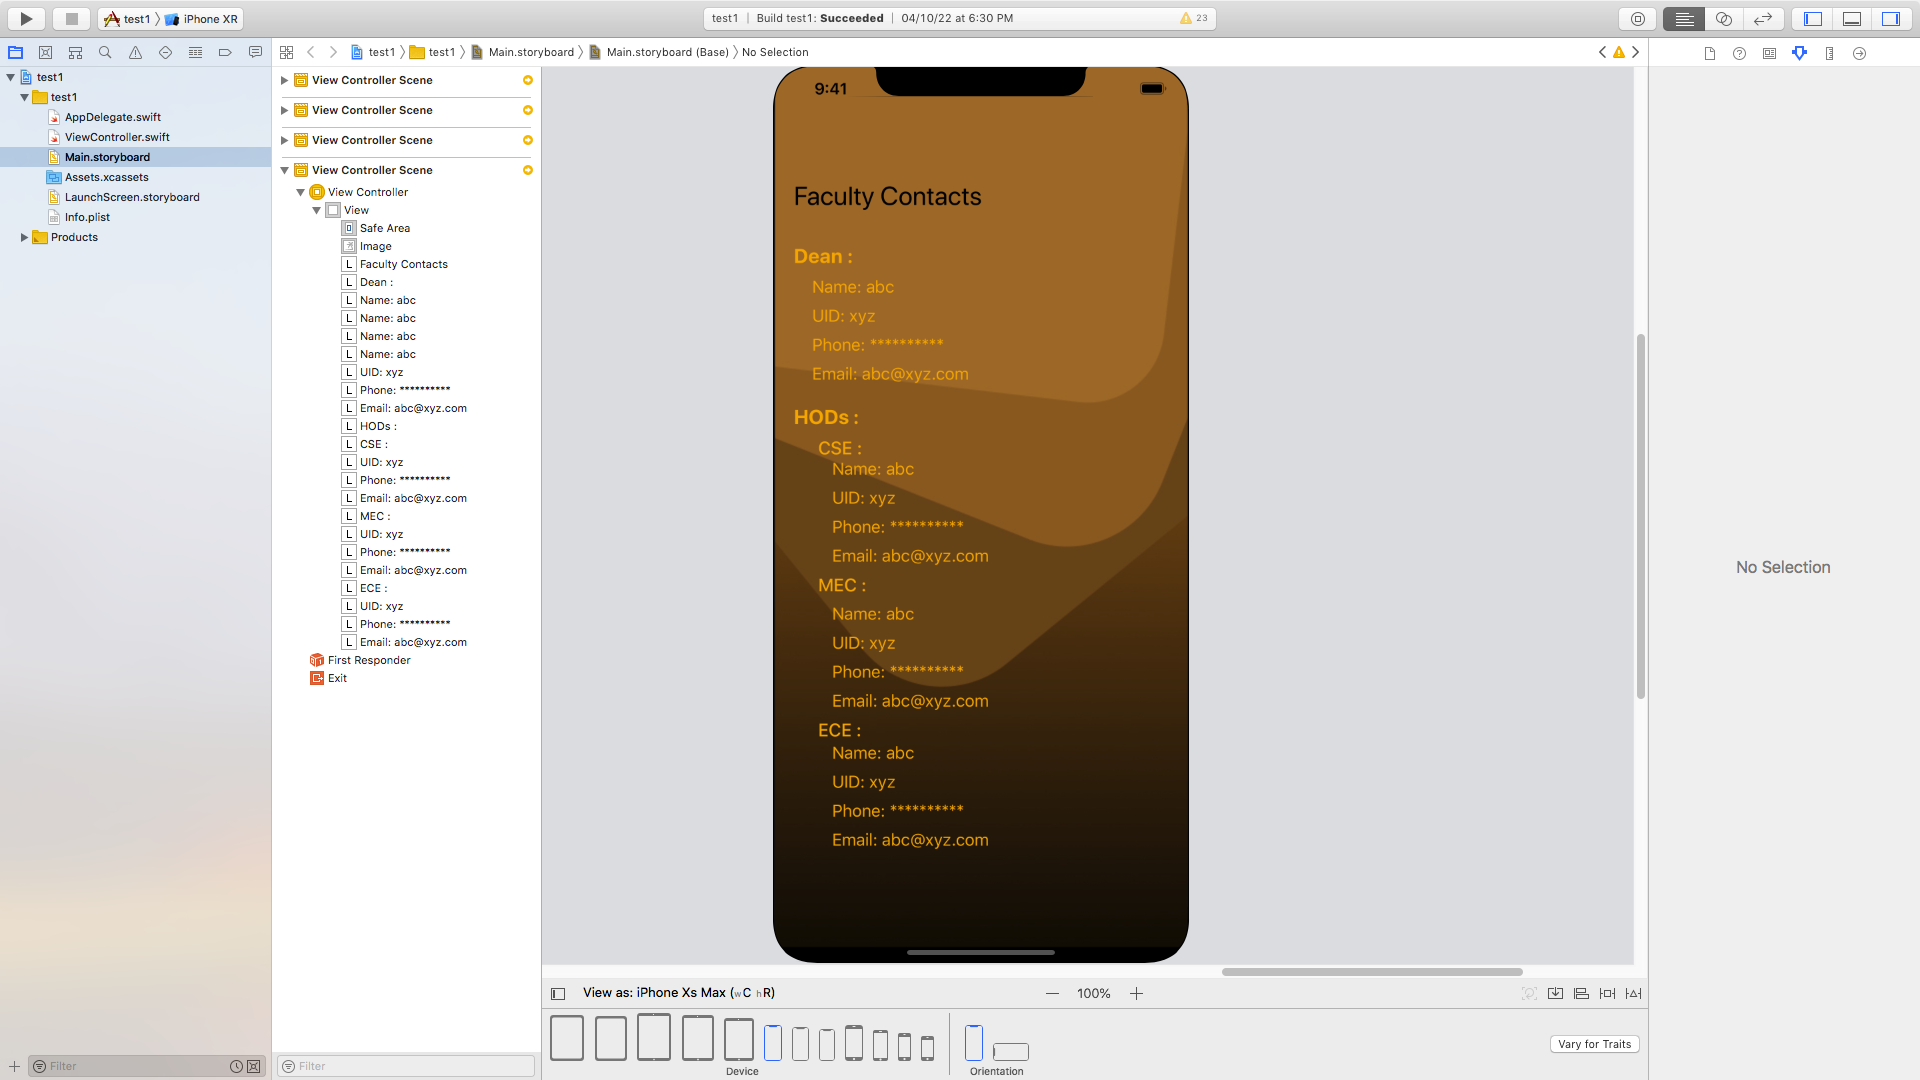 test1 iPhone XR
test1 Build test1: Succeeded 04/10/22 at 6:30 PM 23
test1 test1 Main.storyboard Main.storyboard (Base) No Selection
test1
test1
AppDelegate.swift
ViewController.swift
Main.storyboard
Assets.xcassets
LaunchScreen.storyboard
Info.plist
Products
Filter
View Controller Scene
View Controller Scene
View Controller Scene
View Controller Scene
View Controller
View
Safe Area
Image
L Faculty Contacts
L Dean :
L Name: abc
L Name: abc
L Name: abc
L Name: abc
L UID: xyz
L Phone: **********
L Email: abc@xyz.com
L HODs :
L CSE :
L UID: xyz
L Phone: **********
L Email: abc@xyz.com
L MEC :
L UID: xyz
L Phone: **********
L Email: abc@xyz.com
L ECE :
L UID: xyz
L Phone: **********
L Email: abc@xyz.com
First Responder
Exit
Filter
9:41
Faculty Contacts
Dean :
Name: abc
UID: xyz
Phone: **********
Email: abc@xyz.com
HODs :
CSE :
Name: abc
UID: xyz
Phone: **********
Email: abc@xyz.com
MEC :
Name: abc
UID: xyz
Phone: **********
Email: abc@xyz.com
ECE :
Name: abc
UID: xyz
Phone: **********
Email: abc@xyz.com
View as: iPhone Xs Max (wC hR)
100%
Device
Orientation
Vary for Traits
No Selection